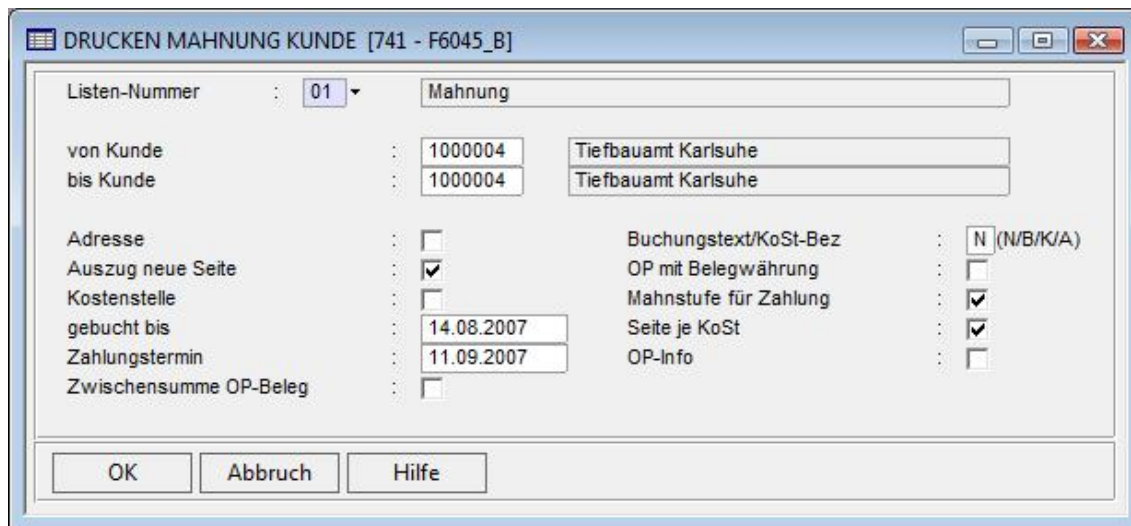 DRUCKEN MAHNUNG KUNDE [741 - F6045_B]
Listen-Nummer : 01 Mahnung
von Kunde : 1000004 Tiefbauamt Karlsuhe
bis Kunde : 1000004 Tiefbauamt Karlsuhe
Adresse : Buchungstext/KoSt-Bez : N (N/B/K/A)
Auszug neue Seite : OP mit Belegwährung :
Kostenstelle : Mahnstufe für Zahlung :
gebucht bis : 14.08.2007 Seite je KoSt :
Zahlungstermin : 11.09.2007 OP-Info :
Zwischensumme OP-Beleg :
OK Abbruch Hilfe